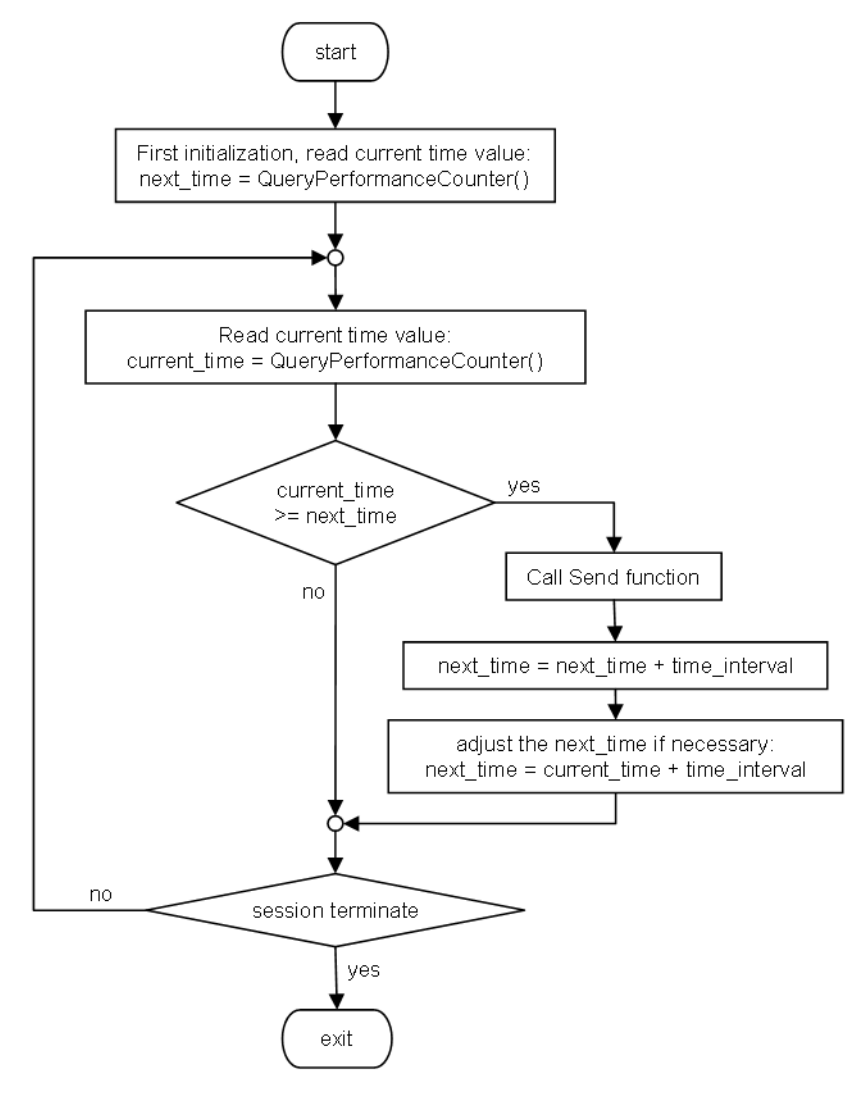 start
First initialization, read current time value:
next_time = QueryPerformanceCounter()
Read current time value:
current_time = QueryPerformanceCounter()
current_time
>= next_time
yes
no
Call Send function
next_time = next_time + time_interval
adjust the next_time if necessary:
next_time = current_time + time_interval
no
session terminate
yes
exit